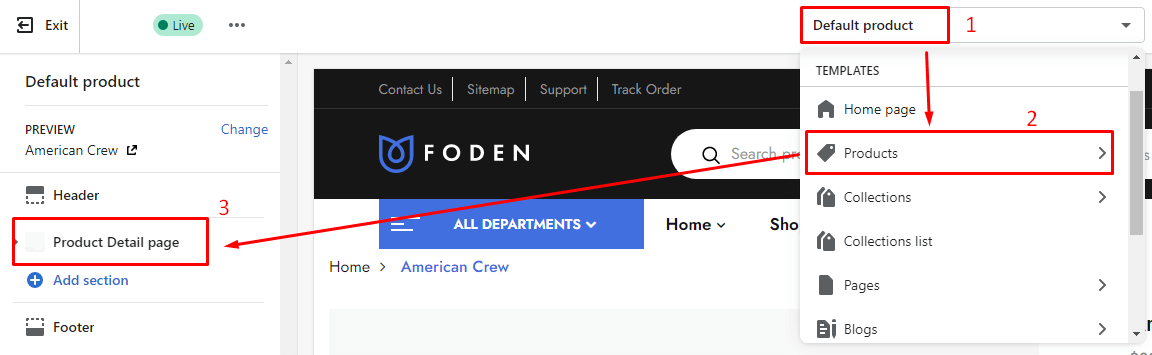 Exit
Live
Default product
1
Default product
PREVIEW
Change
American Crew
Header
3
Product Detail page
Add section
Footer
Contact Us
Sitemap
Support
Track Order
FODEN
Search
ALL DEPARTMENTS
Home
Home
American Crew
TEMPLATES
Home page
2
Products
Collections
Collections list
Pages
Blogs